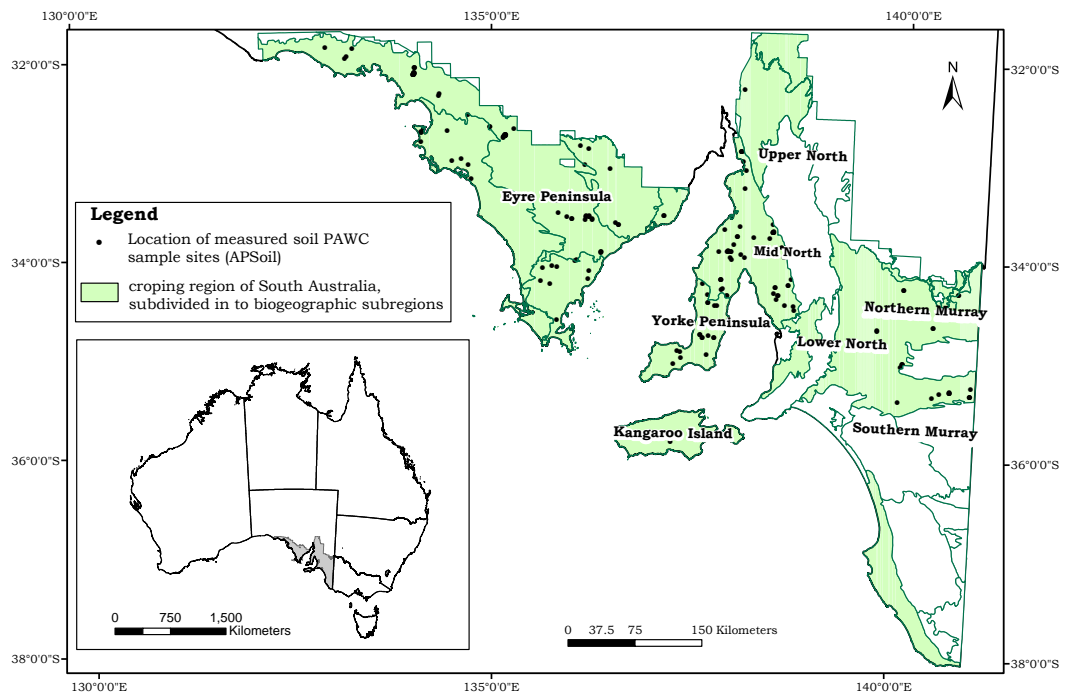 130°0'0"E 135°0'0"E 140°0'0"E
32°0'0"S
32°0'0"S
N
Upper North
Eyre Peninsula
Legend
Location of measured soil PAWC
sample sites (APSoil)
croping region of South Australia,
subdivided in to biogeographic subregions
Mid North
34°0'0"S
34°0'0"S
Northern Murray
Yorke Peninsula
Lower North
Kangaroo Island
Southern Murray
36°0'0"S
36°0'0"S
0 750 1,500
Kilometers
0 37.5 75 150 Kilometers
38°0'0"S
38°0'0"S
130°0'0"E 135°0'0"E 140°0'0"E